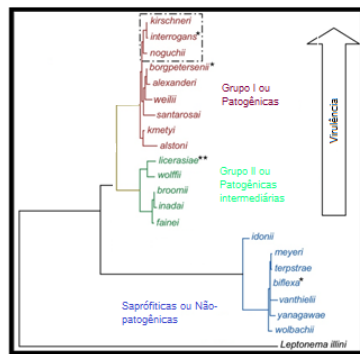 kirschneri
interrogans*
noguchii
borgpetersenii*
alexanderi
weilii
santarosai
kmetyi
alstoni
Grupo I ou
Patogênicas
licerasiae**
wolffii
broomii
inadai
fainei
Grupo II ou
Patogênicas
intermediárias
Virulência
idonii
meyeri
terpstrae
biflexa*
vanthielii
yanagawae
wolbachii
Saprófiticas ou Não-
patogênicas
Leptonema illini